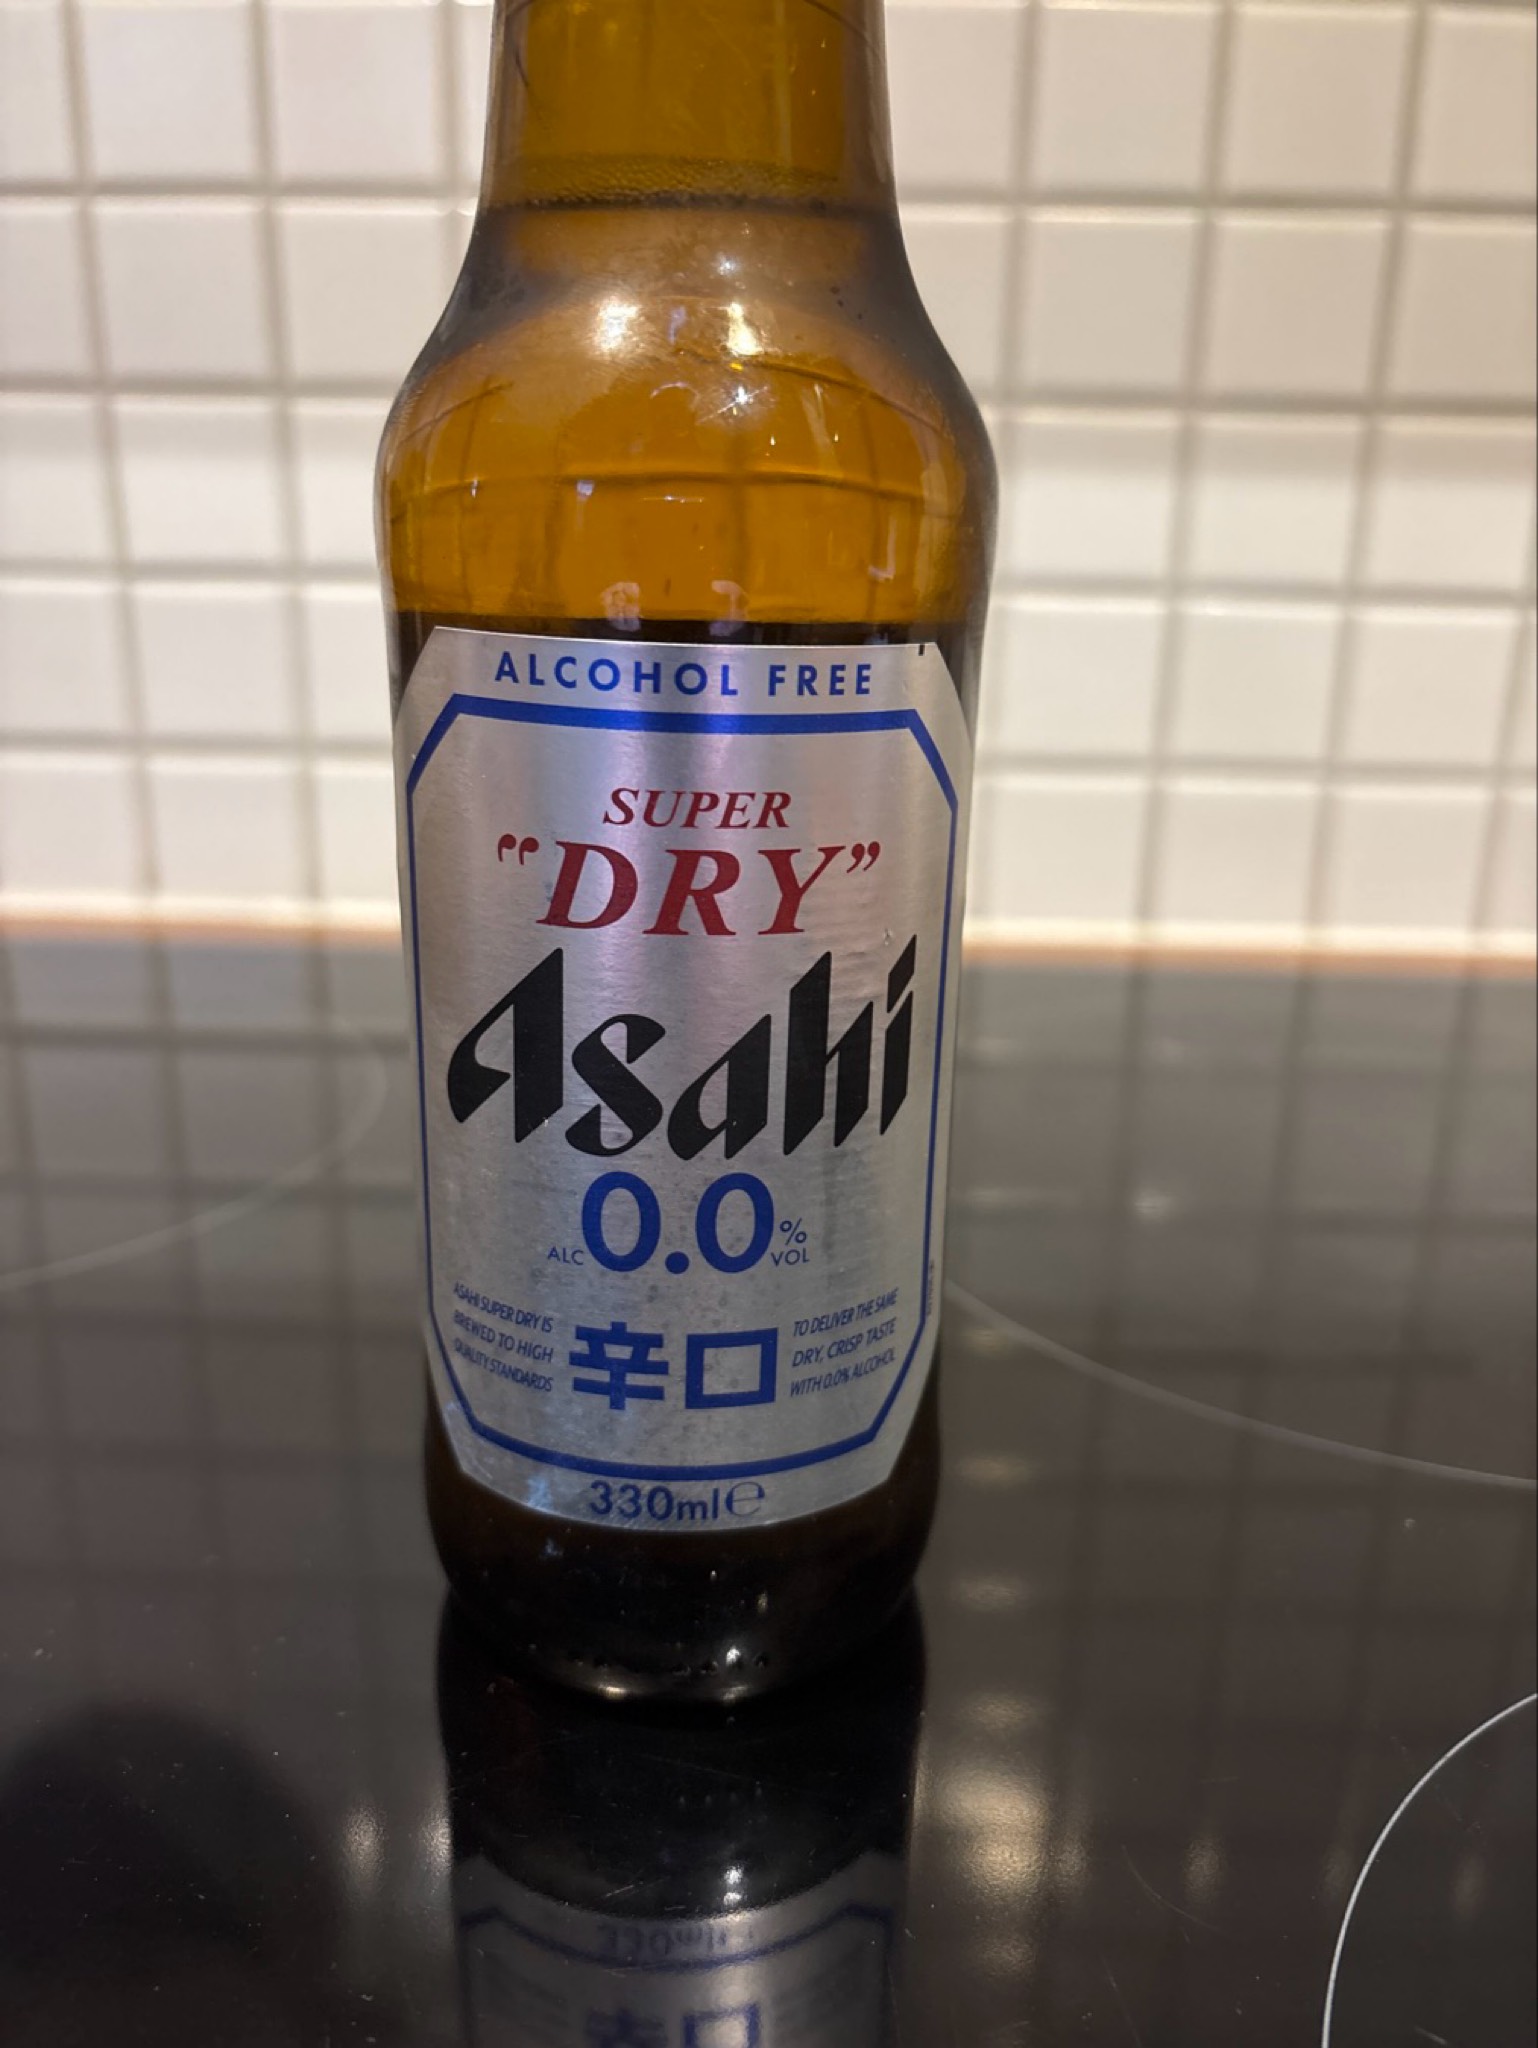 ALCOHOL FREE
SUPER
“DRY”
Asahi
ALC 0.0% VOL
ASAHI SUPER DRY IS
BREWED TO HIGH
QUALITY STANDARDS
辛口
TO DELIVER THE SAME
DRY, CRISP TASTE
WITH 0.0% ALCOHOL
330ml℮